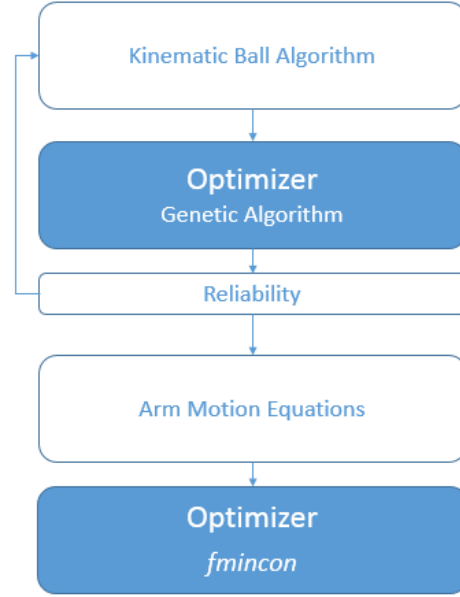 Kinematic Ball Algorithm
Optimizer
Genetic Algorithm
Reliability
Arm Motion Equations
Optimizer
fmincon